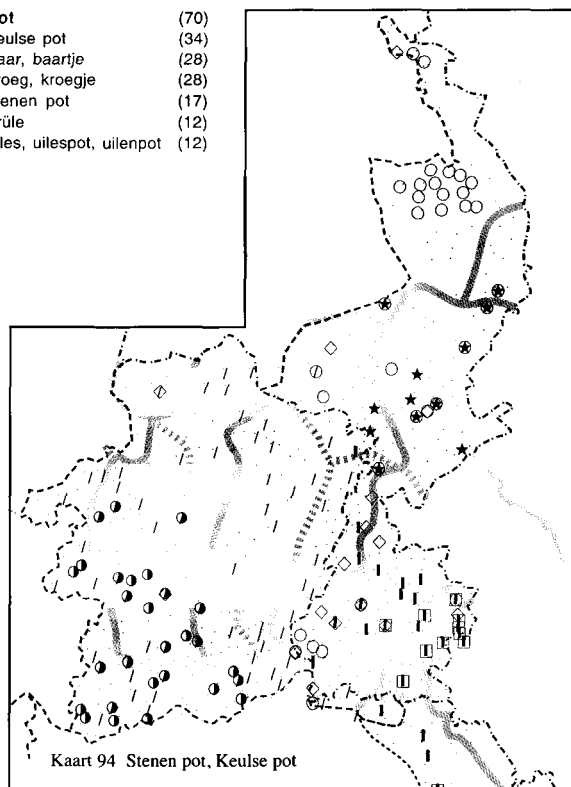 ot (70)
eulse pot (34)
aar, baartje (28)
roeg, kroegje (28)
enen pot (17)
rüle (12)
les, uilespot, uilenpot (12)
Kaart 94 Stenen pot, Keulse pot